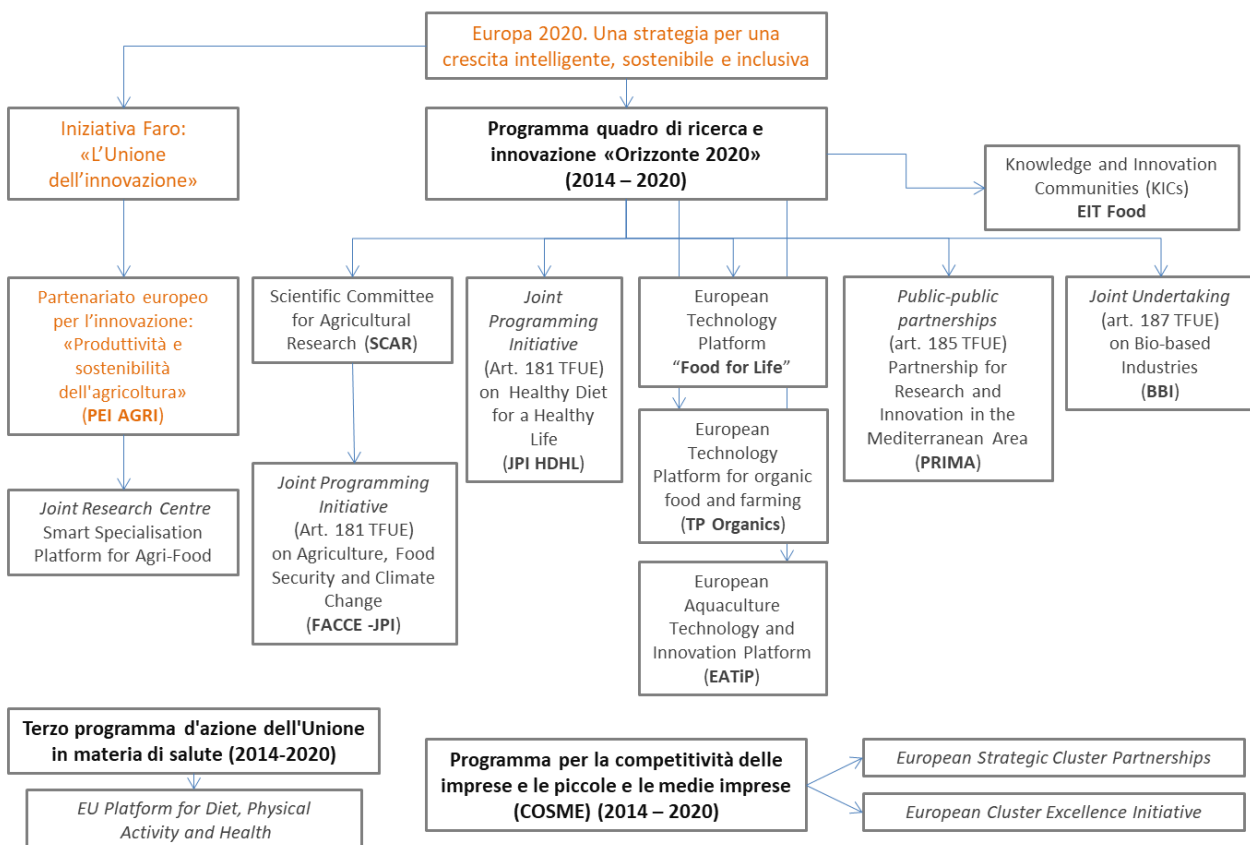 Europa 2020. Una strategia per una
crescita intelligente, sostenibile e inclusiva
Iniziativa Faro:
«L'Unione
dell'innovazione»
Programma quadro di ricerca e
innovazione «Orizzonte 2020»
(2014 – 2020)
Knowledge and Innovation
Communities (KICs)
EIT Food
Partenariato europeo
per l'innovazione:
«Produttività e
sostenibilità
dell'agricoltura»
(PEI AGRI)
Scientific Committee
for Agricultural
Research (SCAR)
Joint
Programming
Initiative
(Art. 181 TFUE)
on Healthy Diet
for a Healthy
Life
(JPI HDHL)
European
Technology
Platform
“Food for Life”
Public-public
partnerships
(art. 185 TFUE)
Partnership for
Research and
Innovation in the
Mediterranean Area
(PRIMA)
Joint Undertaking
(art. 187 TFUE)
on Bio-based
Industries
(BBI)
European
Technology
Platform for organic
food and farming
(TP Organics)
Joint Research Centre
Smart Specialisation
Platform for Agri-Food
Joint Programming
Initiative
(Art. 181 TFUE)
on Agriculture, Food
Security and Climate
Change
(FACCE -JPI)
European
Aquaculture
Technology and
Innovation Platform
(EATiP)
Terzo programma d'azione dell'Unione
in materia di salute (2014-2020)
EU Platform for Diet, Physical
Activity and Health
Programma per la competitività delle
imprese e le piccole e le medie imprese
(COSME) (2014 – 2020)
European Strategic Cluster Partnerships
European Cluster Excellence Initiative